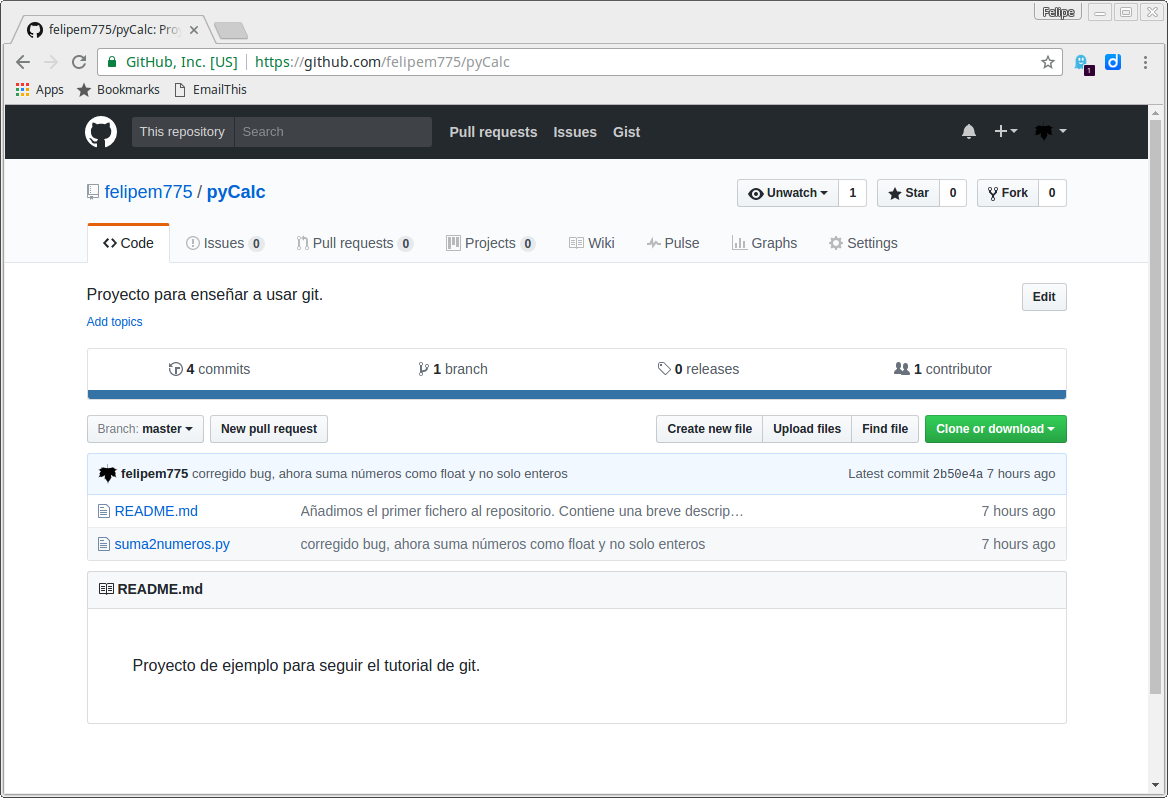 Felipe
felipem775/pyCalc: Pro
GitHub, Inc. [US] https://github.com/felipem775/pyCalc 1
Apps Bookmarks EmailThis
This repository Search Pull requests Issues Gist
felipem775 / pyCalc Unwatch 1 Star 0 Fork 0
Code Issues 0 Pull requests 0 Projects 0 Wiki Pulse Graphs Settings
Proyecto para enseñar a usar git. Edit
Add topics
4 commits 1 branch 0 releases 1 contributor
Branch: master New pull request Create new file Upload files Find file Clone or download
felipem775 corregido bug, ahora suma números como float y no solo enteros Latest commit 2b50e4a 7 hours ago
README.md Añadimos el primer fichero al repositorio. Contiene una breve descrip… 7 hours ago
suma2numeros.py corregido bug, ahora suma números como float y no solo enteros 7 hours ago
README.md
Proyecto de ejemplo para seguir el tutorial de git.